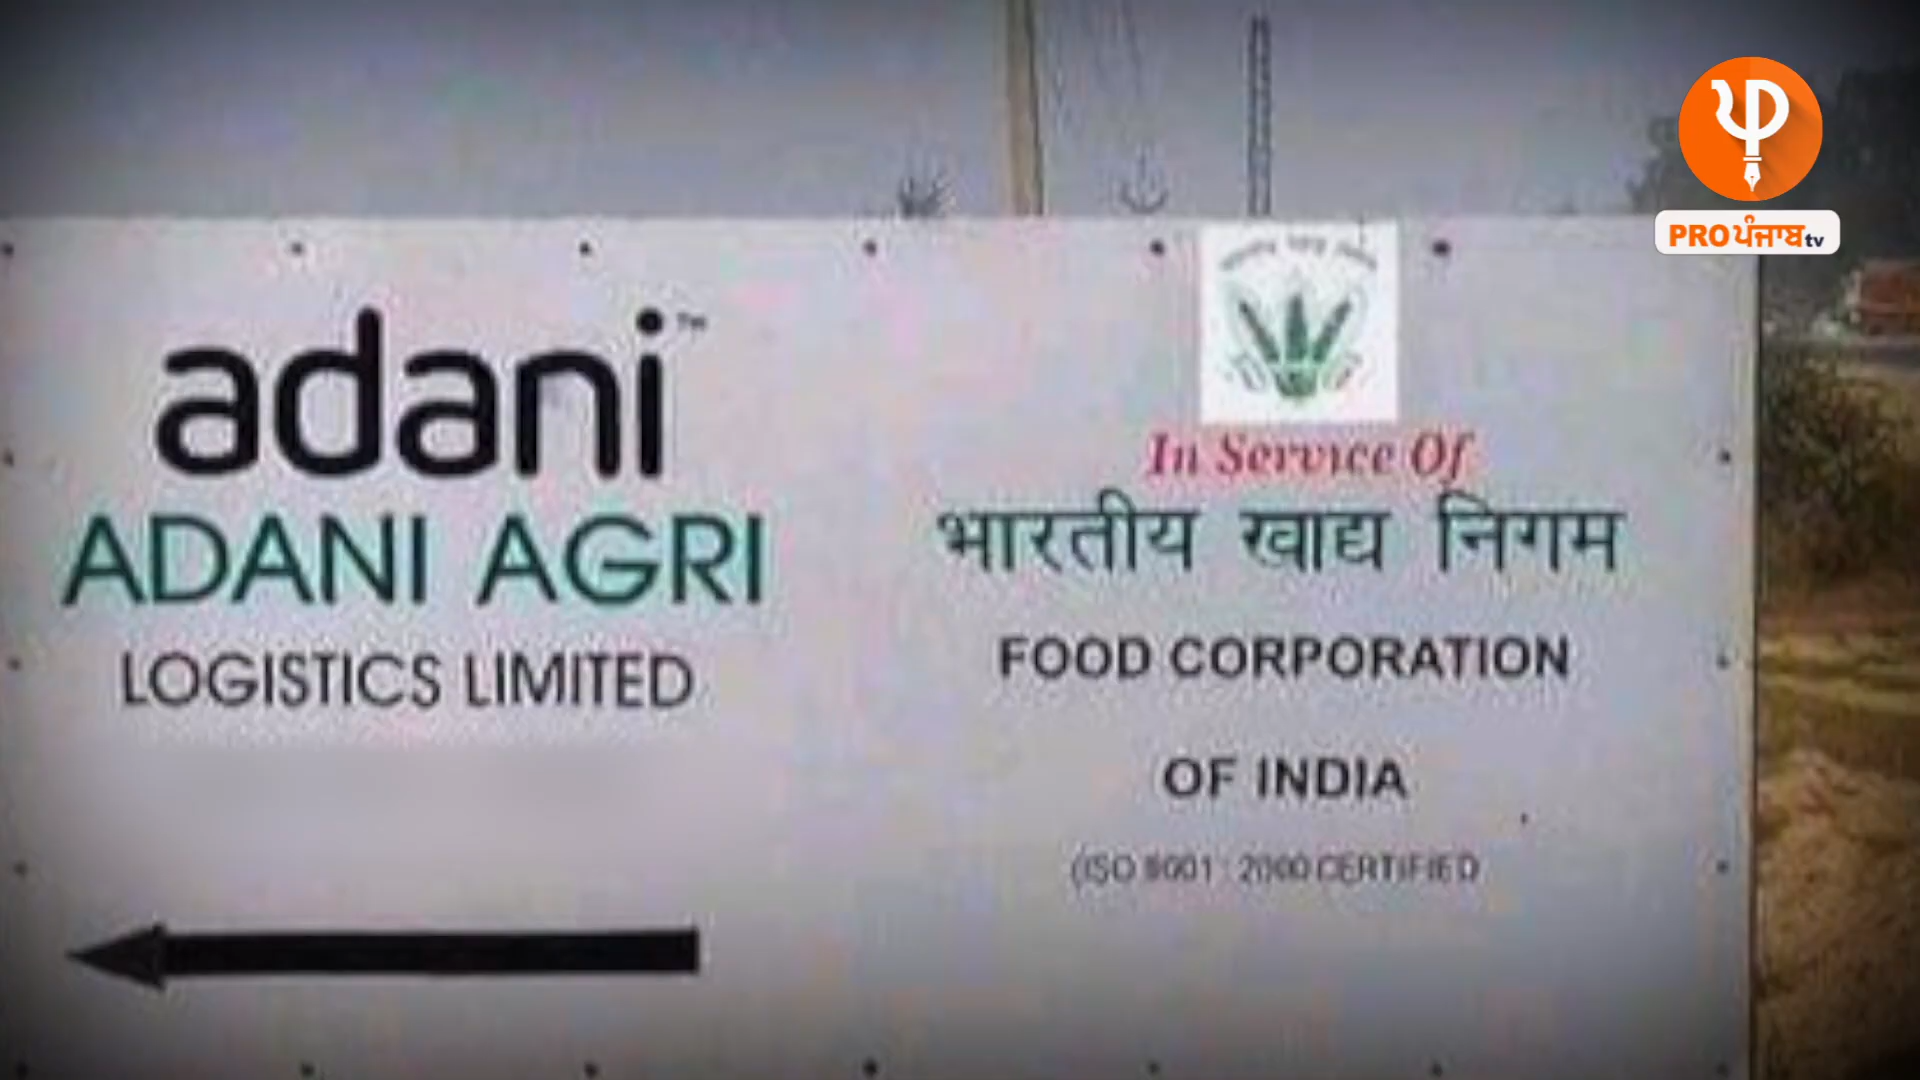 adani™
ADANI AGRI
LOGISTICS LIMITED
In Service Of
भारतीय खाद्य निगम
FOOD CORPORATION
OF INDIA
(ISO 9001 : 2000 CERTIFIED
PRO ਪੰਜਾਬ tv